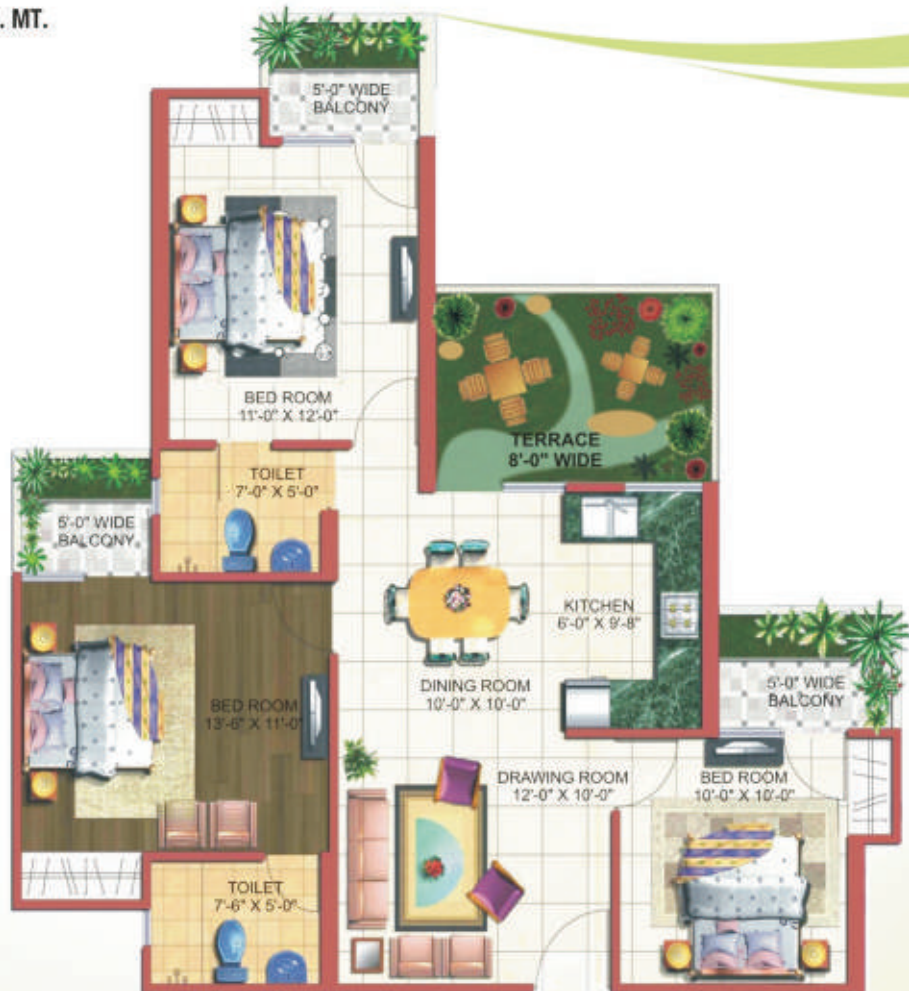 . MT.
5'-0" WIDE
BALCONY
BED ROOM
11'-0" X 12'-0"
TERRACE
8'-0" WIDE
TOILET
7'-0" X 5'-0"
5'-0" WIDE
BALCONY
KITCHEN
6'-0" X 9'-8"
DINING ROOM
10'-0" X 10'-0"
5'-0" WIDE
BALCONY
BED ROOM
13'-6" X 11'-0"
DRAWING ROOM
12'-0" X 10'-0"
BED ROOM
10'-0" X 10'-0"
TOILET
7'-6" X 5'-0"